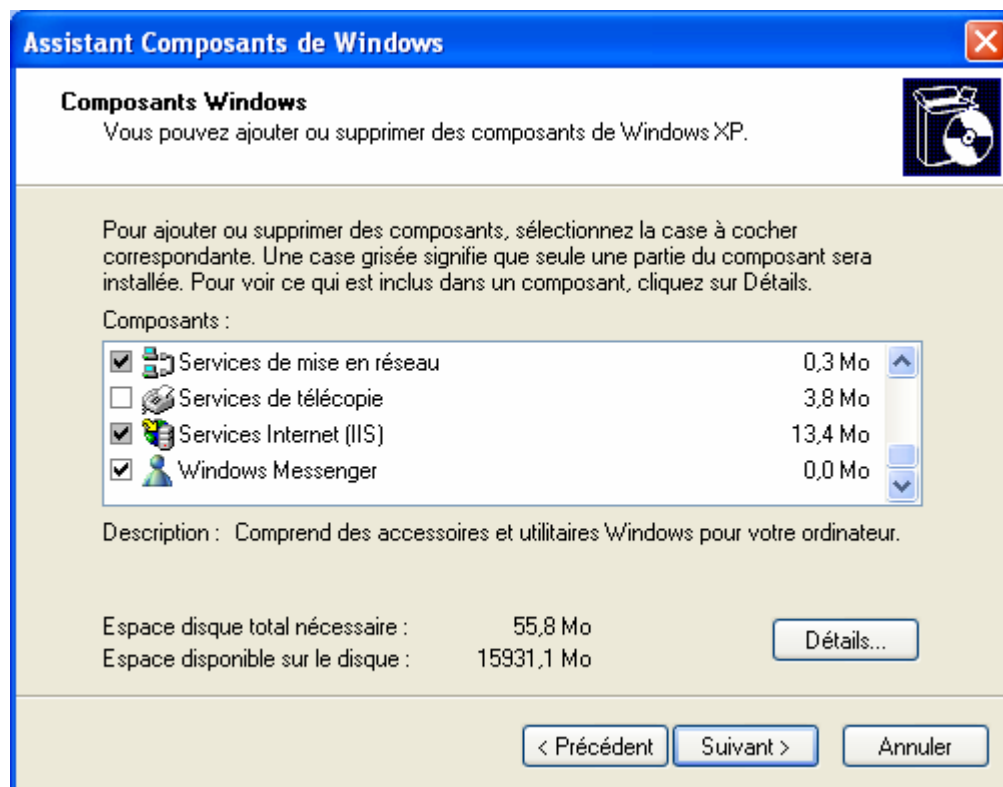 Assistant Composants de Windows
Composants Windows
Vous pouvez ajouter ou supprimer des composants de Windows XP.
Pour ajouter ou supprimer des composants, sélectionnez la case à cocher
correspondante. Une case grisée signifie que seule une partie du composant sera
installée. Pour voir ce qui est inclus dans un composant, cliquez sur Détails.
Composants :
Services de mise en réseau 0,3 Mo
Services de télécopie 3,8 Mo
Services Internet (IIS) 13,4 Mo
Windows Messenger 0,0 Mo
Description : Comprend des accessoires et utilitaires Windows pour votre ordinateur.
Espace disque total nécessaire : 55,8 Mo
Détails...
Espace disponible sur le disque : 15931,1 Mo
< Précédent Suivant > Annuler